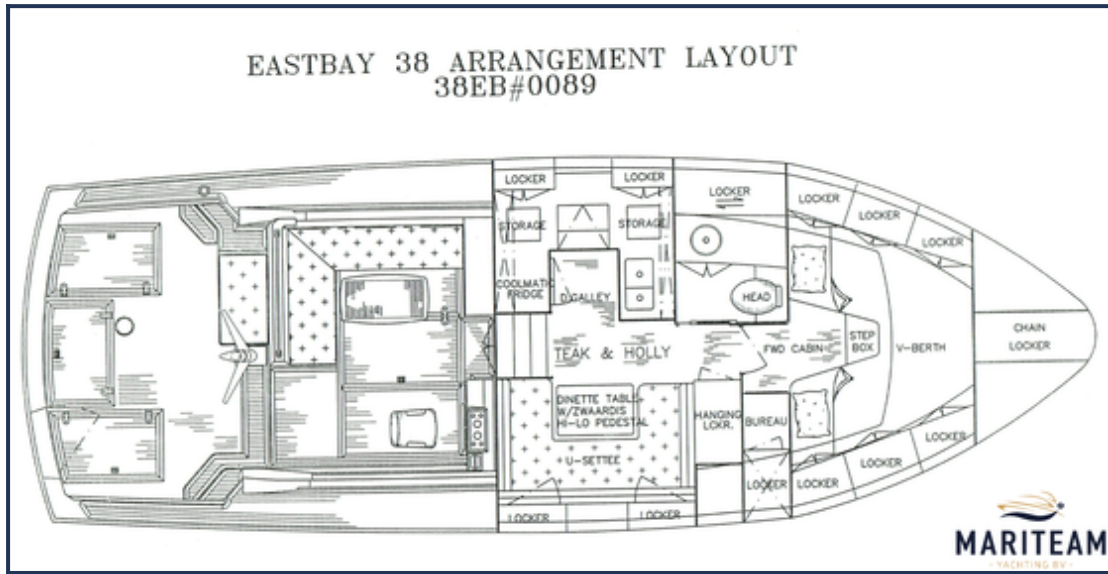 EASTBAY 38 ARRANGEMENT LAYOUT
38EB#0089
LOCKER
LOCKER
LOCKER
LOCKER
LOCKER
LOCKER
STORAGE
STORAGE
COOLMATIC
FRIDGE
D.GALLEY
HEAD
TEAK & HOLLY
FWD CABIN
STEP
BOX
V-BERTH
CHAIN
LOCKER
DINETTE TABLE
W/ZWAARDIS
HI-LO PEDESTAL
U-SETTEE
HANGING
LCKR.
BUREAU
LOCKER
LOCKER
LOCKER
LOCKER
LOCKER
LOCKER
MARITEAM
- YACHTING BV -